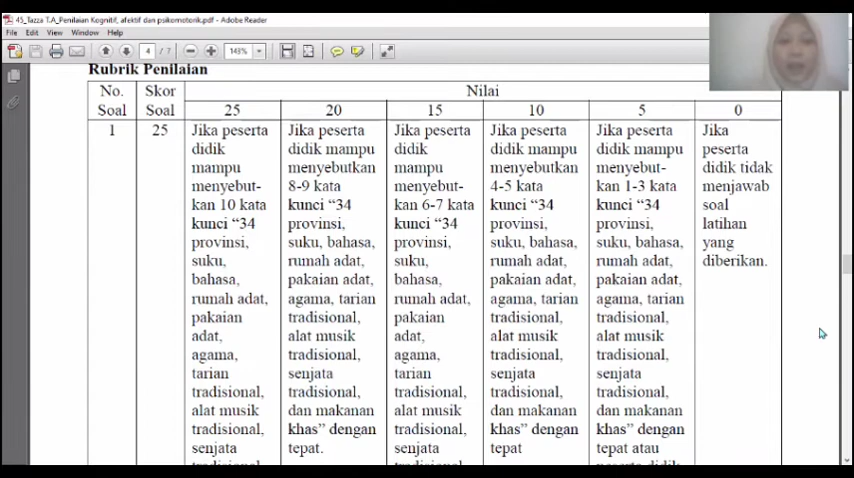 45_Tazza T.A_Penilaian Kognitif, afektif dan psikomotorik.pdf - Adobe Reader
File Edit View Window Help
4 / 7 143%
Rubrik Penilaian
No. Soal
Skor Soal
Nilai
25 20 15 10 5 0
1
25
Jika peserta
didik
mampu
menyebut-
kan 10 kata
kunci “34
provinsi,
suku,
bahasa,
rumah adat,
pakaian
adat,
agama,
tarian
tradisional,
alat musik
tradisional,
senjata
Jika peserta
didik mampu
menyebutkan
8-9 kata
kunci “34
provinsi,
suku, bahasa,
rumah adat,
pakaian adat,
agama, tarian
tradisional,
alat musik
tradisional,
senjata
tradisional,
dan makanan
khas” dengan
tepat.
Jika peserta
didik
mampu
menyebut-
kan 6-7 kata
kunci “34
provinsi,
suku,
bahasa,
rumah adat,
pakaian
adat,
agama,
tarian
tradisional,
alat musik
tradisional,
senjata
Jika peserta
didik mampu
menyebutkan
4-5 kata
kunci “34
provinsi,
suku, bahasa,
rumah adat,
pakaian adat,
agama, tarian
tradisional,
alat musik
tradisional,
senjata
tradisional,
dan makanan
khas” dengan
tepat
Jika peserta
didik mampu
menyebut-
kan 1-3 kata
kunci “34
provinsi,
suku, bahasa,
rumah adat,
pakaian adat,
agama, tarian
tradisional,
alat musik
tradisional,
senjata
tradisional,
dan makanan
khas” dengan
tepat atau
Jika
peserta
didik tidak
menjawab
soal
latihan
yang
diberikan.